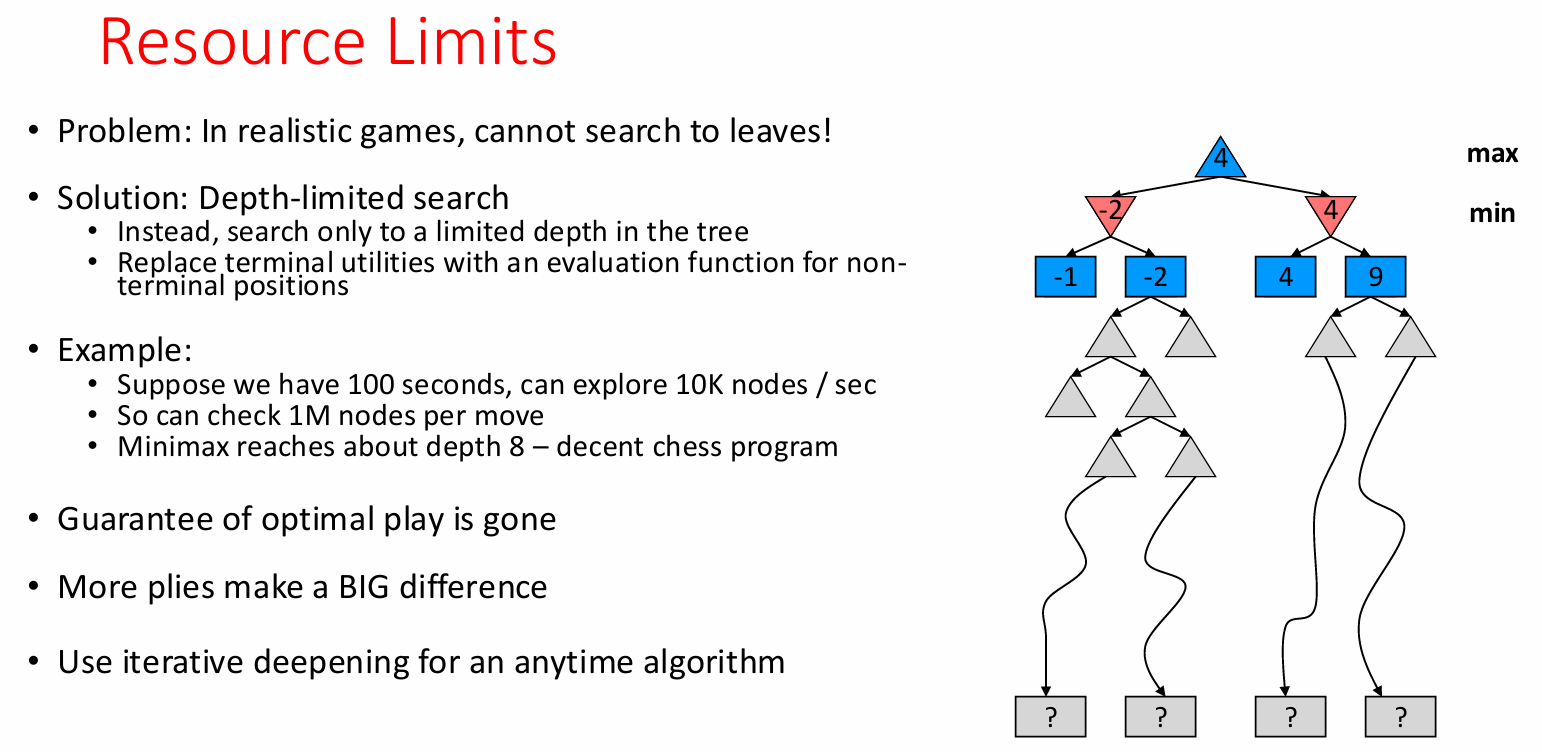 Resource Limits
• Problem: In realistic games, cannot search to leaves!
• Solution: Depth-limited search
• Instead, search only to a limited depth in the tree
• Replace terminal utilities with an evaluation function for non-
terminal positions
• Example:
• Suppose we have 100 seconds, can explore 10K nodes / sec
• So can check 1M nodes per move
• Minimax reaches about depth 8 – decent chess program
• Guarantee of optimal play is gone
• More plies make a BIG difference
• Use iterative deepening for an anytime algorithm
4 max
-2 4 min
-1 -2 4 9
? ? ? ?